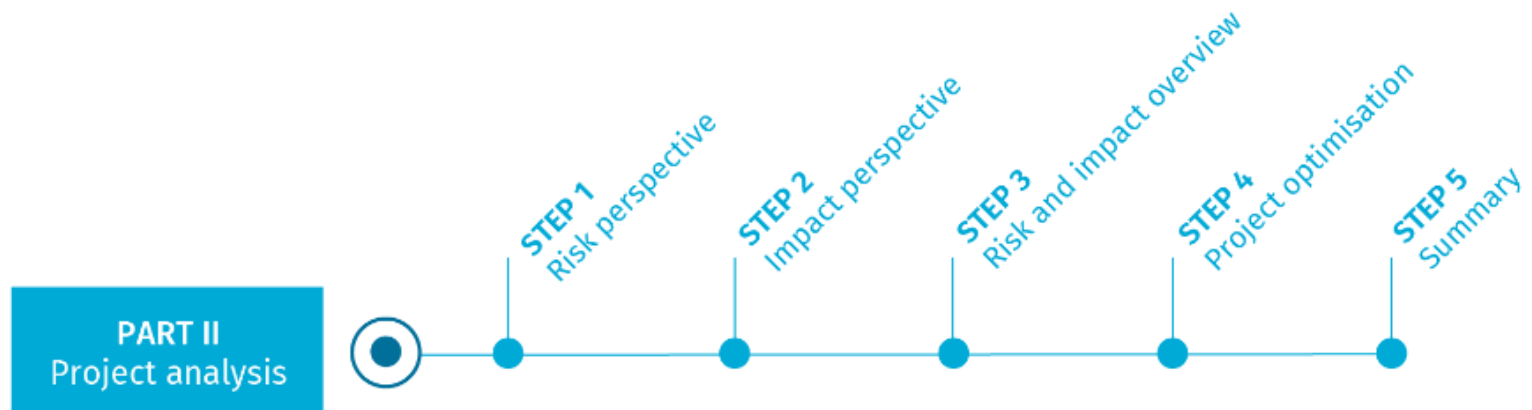 PART II
Project analysis
STEP 1
Risk perspective
STEP 2
Impact perspective
STEP 3
Risk and impact overview
STEP 4
Project optimisation
STEP 5
Summary